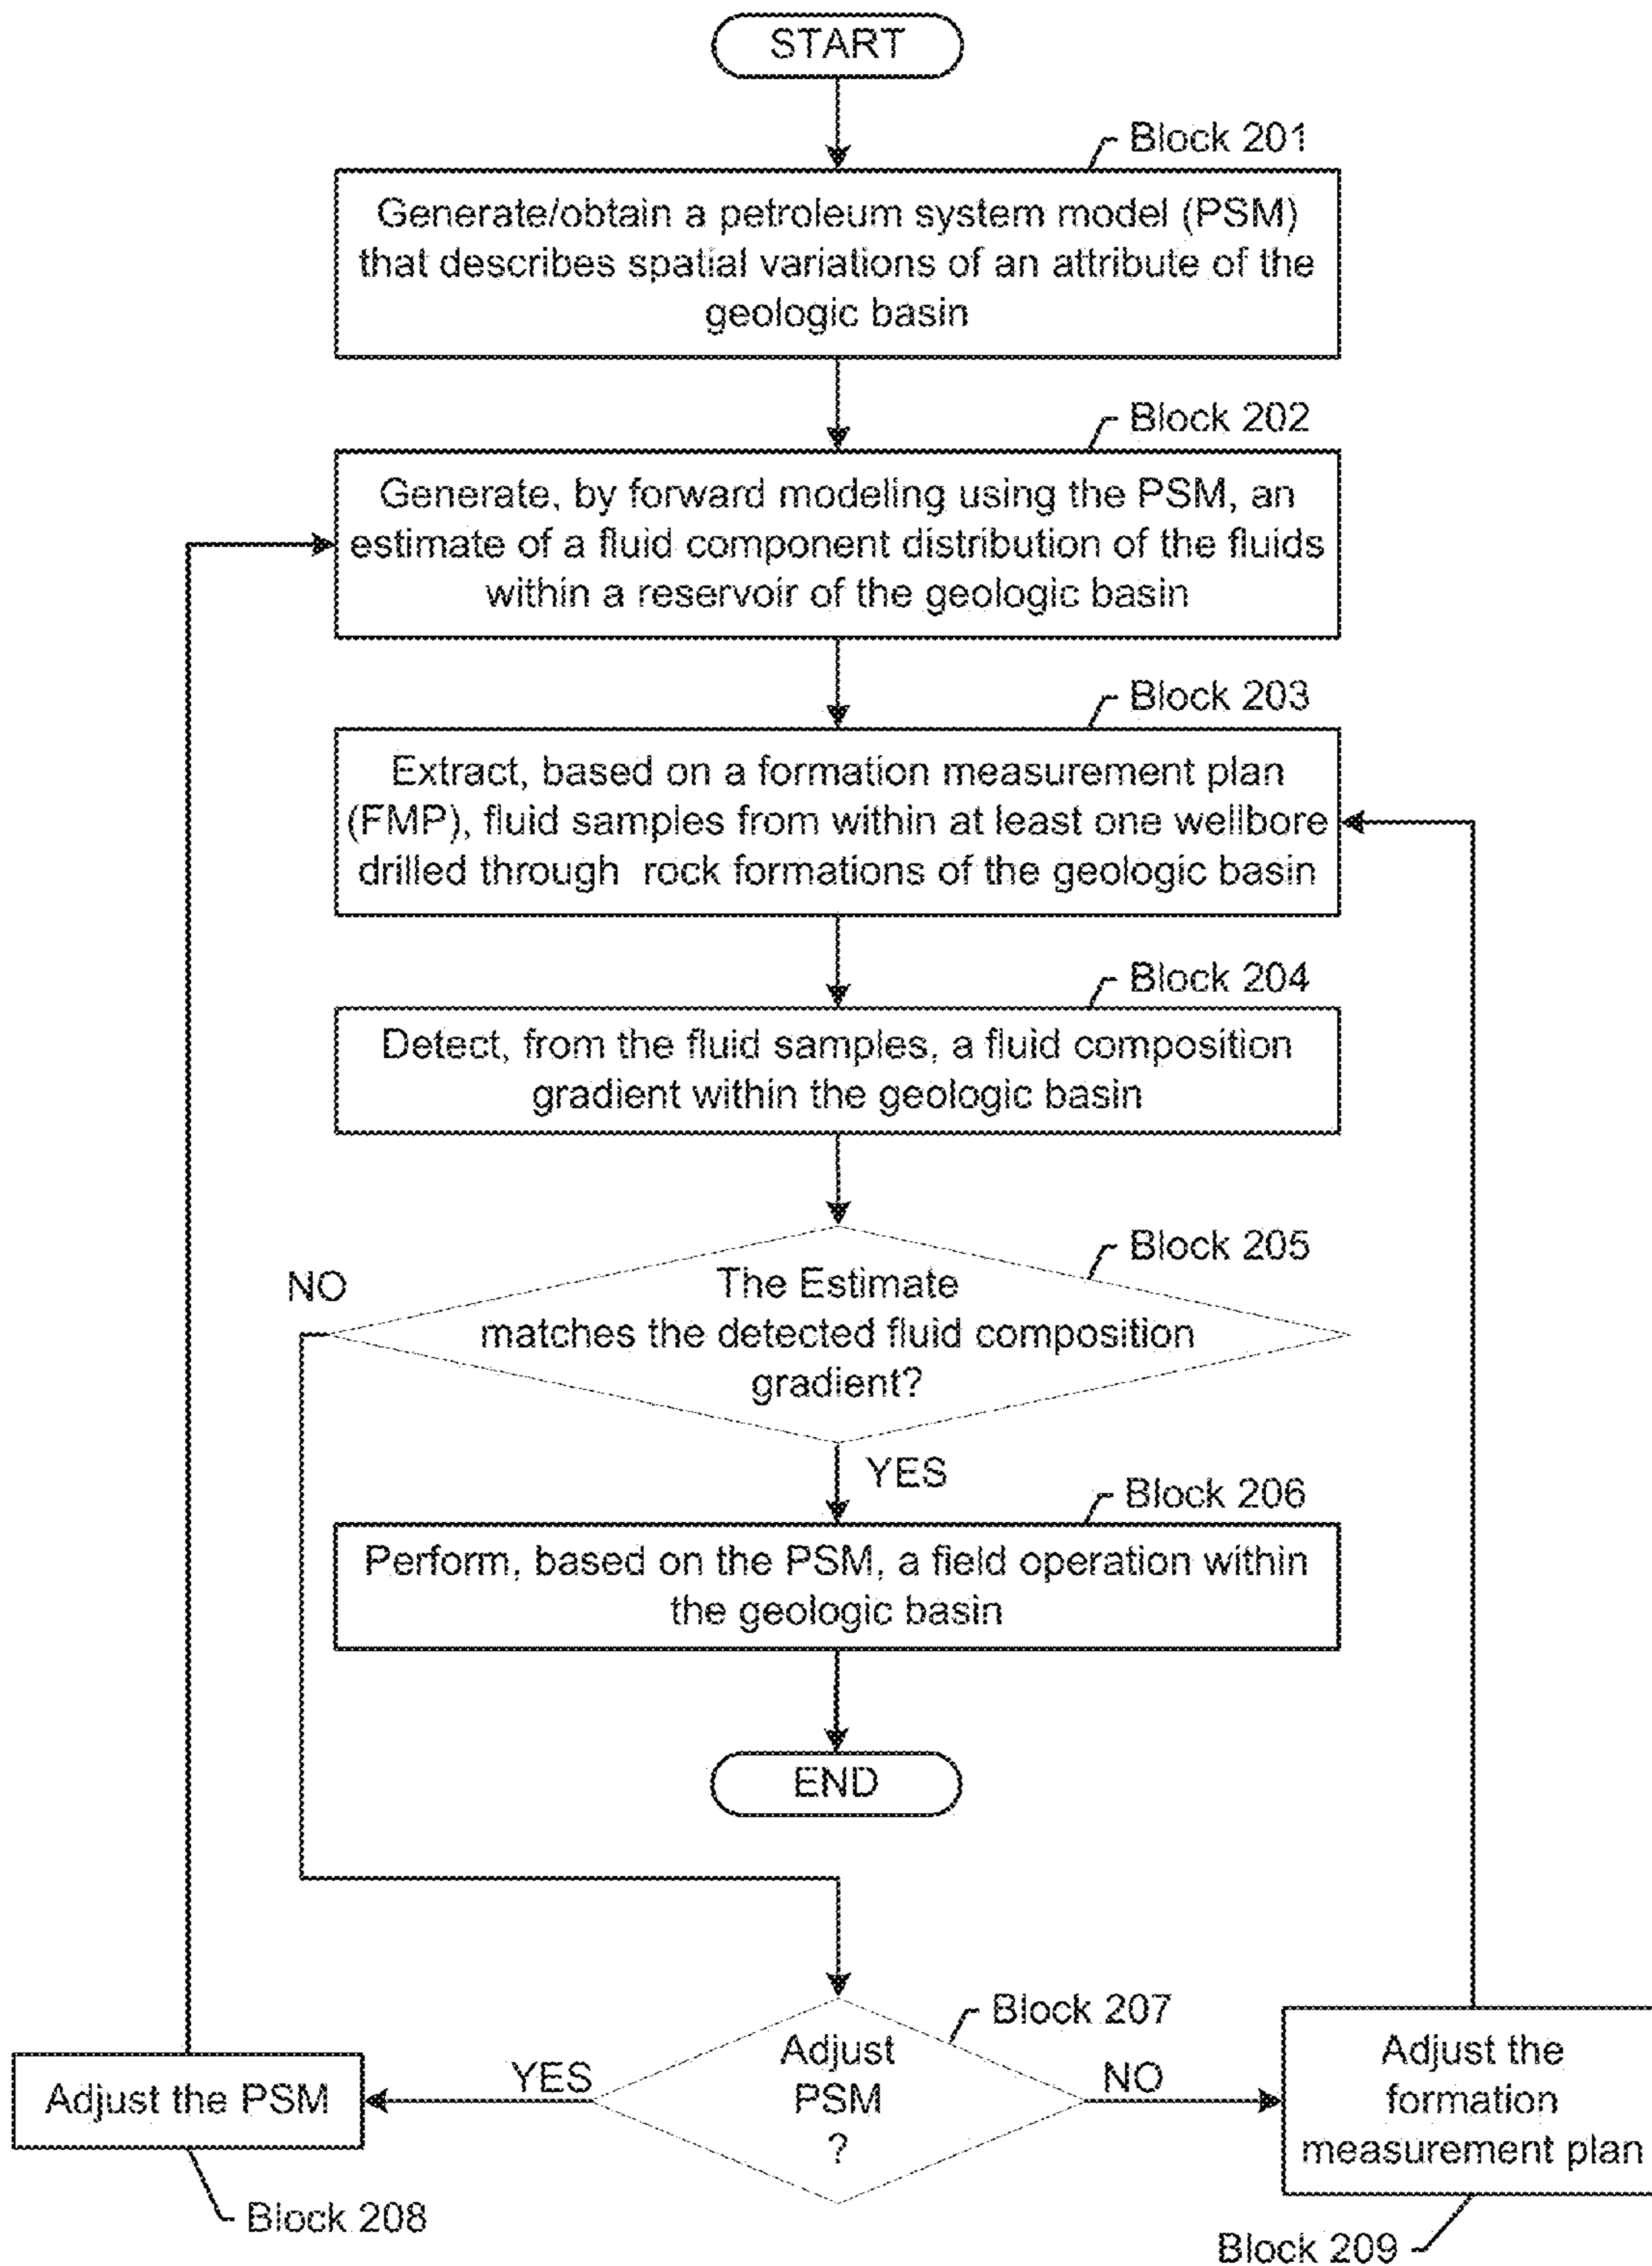 START
Block 201
Generate/obtain a petroleum system model (PSM)
that describes spatial variations of an attribute of the
geologic basin
Block 202
Generate, by forward modeling using the PSM, an
estimate of a fluid component distribution of the fluids
within a reservoir of the geologic basin
Block 203
Extract, based on a formation measurement plan
(FMP), fluid samples from within at least one wellbore
drilled through rock formations of the geologic basin
Block 204
Detect, from the fluid samples, a fluid composition
gradient within the geologic basin
Block 205
NO
The Estimate
matches the detected fluid composition
gradient?
YES
Block 206
Perform, based on the PSM, a field operation within
the geologic basin
END
Block 207
Adjust
PSM
?
YES
NO
Adjust the PSM
Block 208
Adjust the
formation
measurement plan
Block 209